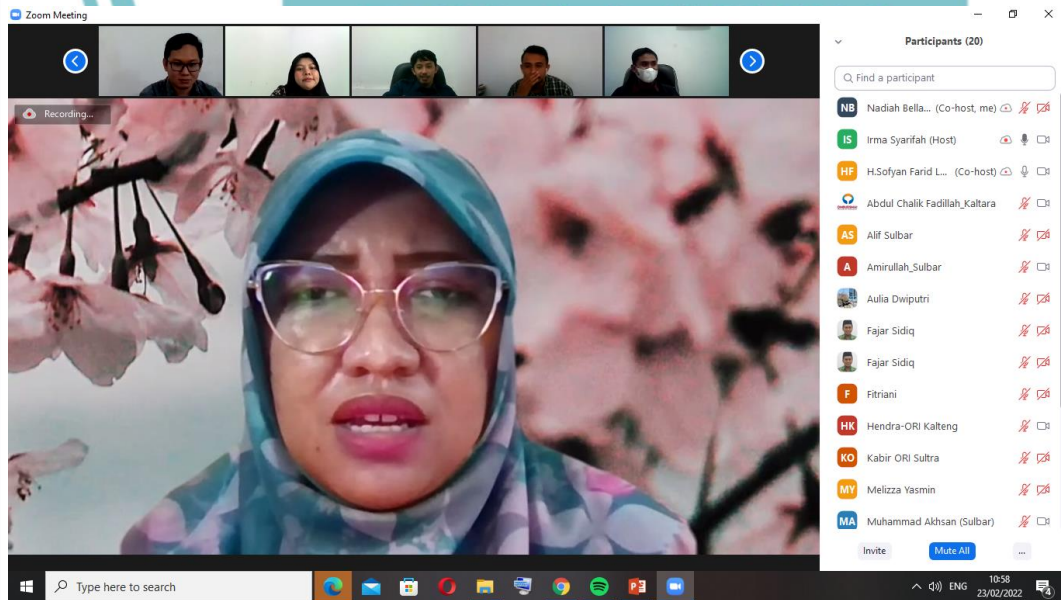 Zoom Meeting
Recording...
Participants (20)
Find a participant
NB Nadiah Bella... (Co-host, me)
IS Irma Syarifah (Host)
HF H.Sofyan Farid L... (Co-host)
Abdul Chalik Fadillah_Kaltara
AS Alif Sulbar
A Amirullah_Sulbar
Aulia Dwiputri
Fajar Sidiq
Fajar Sidiq
F Fitriani
HK Hendra-ORI Kalteng
KO Kabir ORI Sultra
MY Melizza Yasmin
MA Muhammad Akhsan (Sulbar)
Invite Mute All ...
Type here to search
ENG
10:58
23/02/2022
4